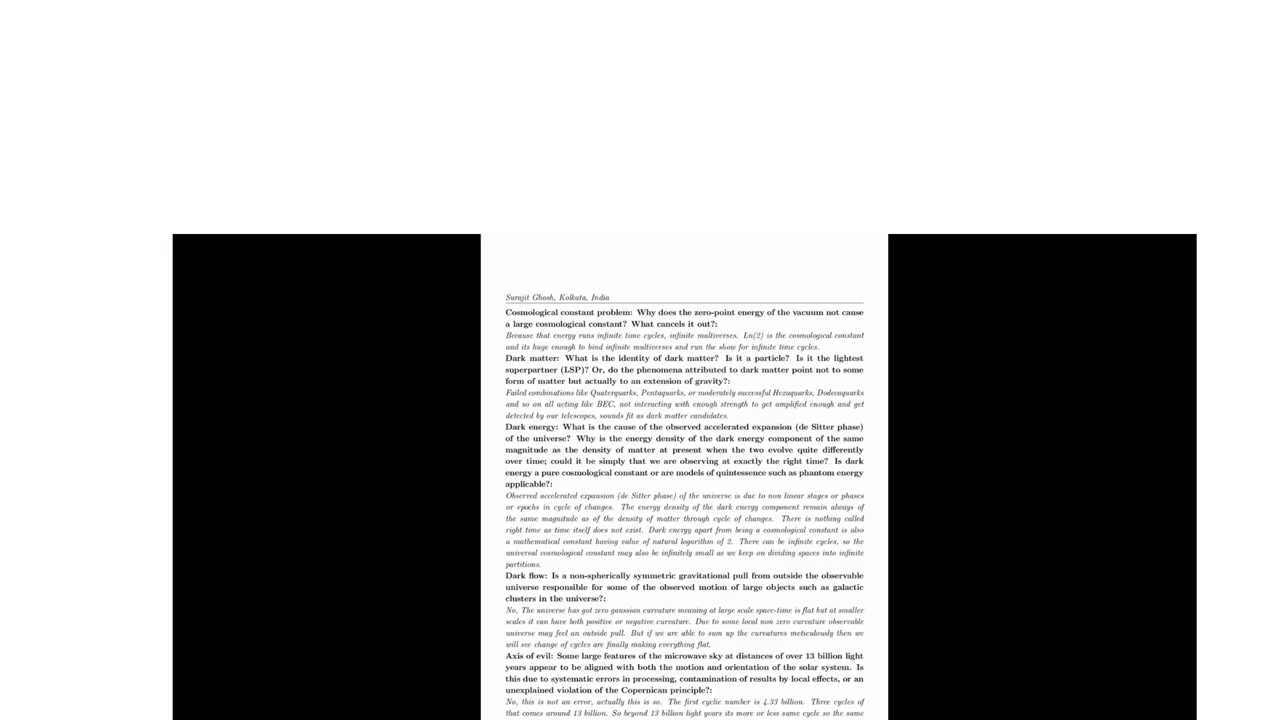 Surajit Ghosh, Kolkata, India
Cosmological constant problem: Why does the zero-point energy of the vacuum not cause
a large cosmological constant? What cancels it out?:
Because that energy runs infinite time cycles, infinite multiverses. Ln(2) is the cosmological constant
and its huge enough to bind infinite multiverses and run the show for infinite time cycles.
Dark matter: What is the identity of dark matter? Is it a particle? Is it the lightest
superpartner (LSP)? Or, do the phenomena attributed to dark matter point not to some
form of matter but actually to an extension of gravity?:
Failed combinations like Quaterquarks, Pentaquarks, or moderately successful Hexuquarks, Dodecaquarks
and so on all acting like BEC, not interacting with enough strength to get amplified enough and get
detected by our telescopes, sounds fit as dark matter candidates.
Dark energy: What is the cause of the observed accelerated expansion (de Sitter phase)
of the universe? Why is the energy density of the dark energy component of the same
magnitude as the density of matter at present when the two evolve quite differently
over time; could it be simply that we are observing at exactly the right time? Is dark
energy a pure cosmological constant or are models of quintessence such as phantom energy
applicable?:
Observed accelerated expansion (de Sitter phase) of the universe is due to non linear stages or phases
or epochs in cycle of changes. The energy density of the dark energy component remain always of
the same magnitude as of the density of matter through cycle of changes. There is nothing called
right time as time itself does not exist. Dark energy apart from being a cosmological constant is also
a mathematical constant having value of natural logarithm of 2. There can be infinite cycles, so the
universal cosmological constant may also be infinitely small as we keep on dividing spaces into infinite
partitions.
Dark flow: Is a non-spherically symmetric gravitational pull from outside the observable
universe responsible for some of the observed motion of large objects such as galactic
clusters in the universe?:
No, The universe has got zero gaussian curvature meaning at large scale space-time is flat but at smaller
scales it can have both positive or negative curvature. Due to some local non zero curvature observable
universe may feel an outside pull. But if we are able to sum up the curvatures meticulously then we
will see change of cycles are finally making everything flat.
Axis of evil: Some large features of the microwave sky at distances of over 13 billion light
years appear to be aligned with both the motion and orientation of the solar system. Is
this due to systematic errors in processing, contamination of results by local effects, or an
unexplained violation of the Copernican principle?:
No, this is not an error, actually this is so. The first cyclic number is 4.33 billion. Three cycles of
that comes around 13 billion. So beyond 13 billion light years its more or less same cycle so the same